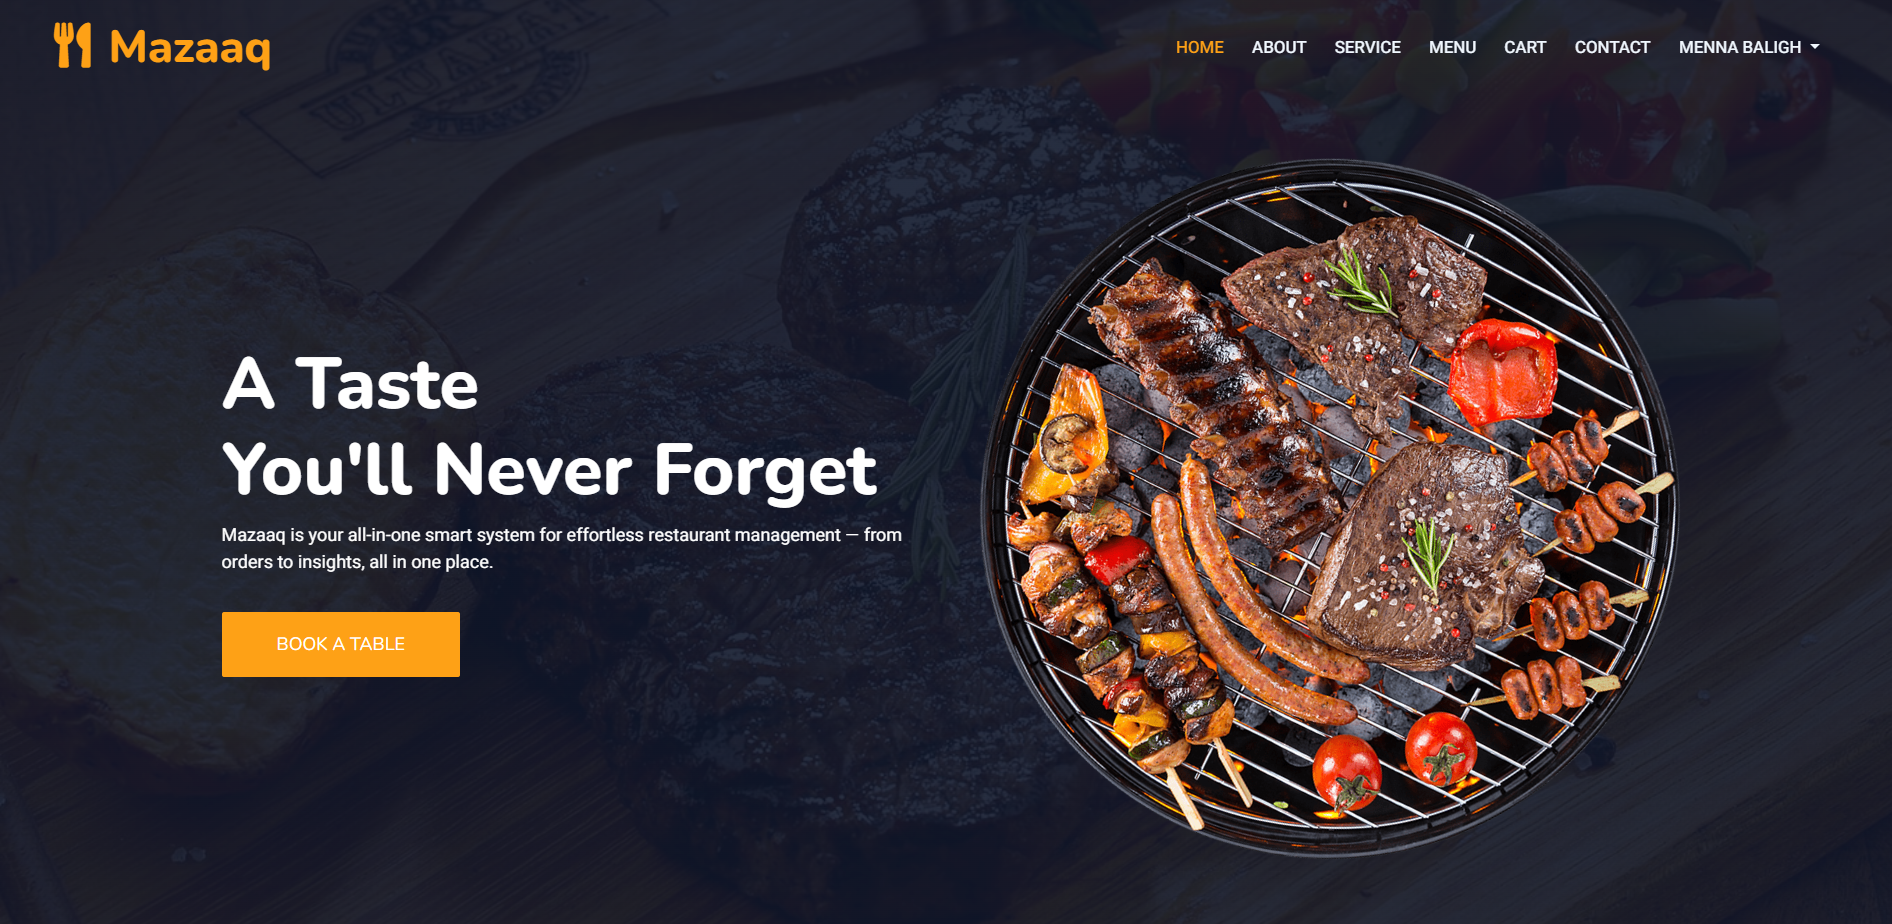 Mazaaq
HOME ABOUT SERVICE MENU CART CONTACT MENNA BALIGH
A Taste
You'll Never Forget
Mazaaq is your all-in-one smart system for effortless restaurant management — from
orders to insights, all in one place.
BOOK A TABLE